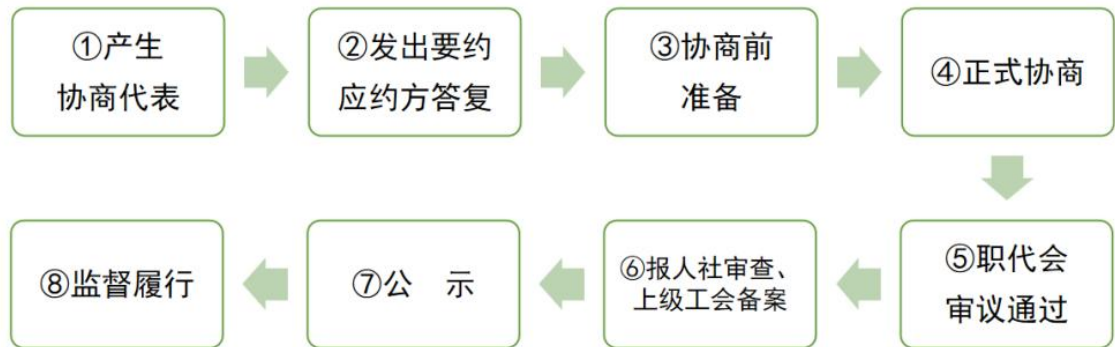 ①产生
协商代表
②发出要约
应约方答复
③协商前
准备
④正式协商
⑤职代会
审议通过
⑥报人社审查、
上级工会备案
⑦公　示
⑧监督履行